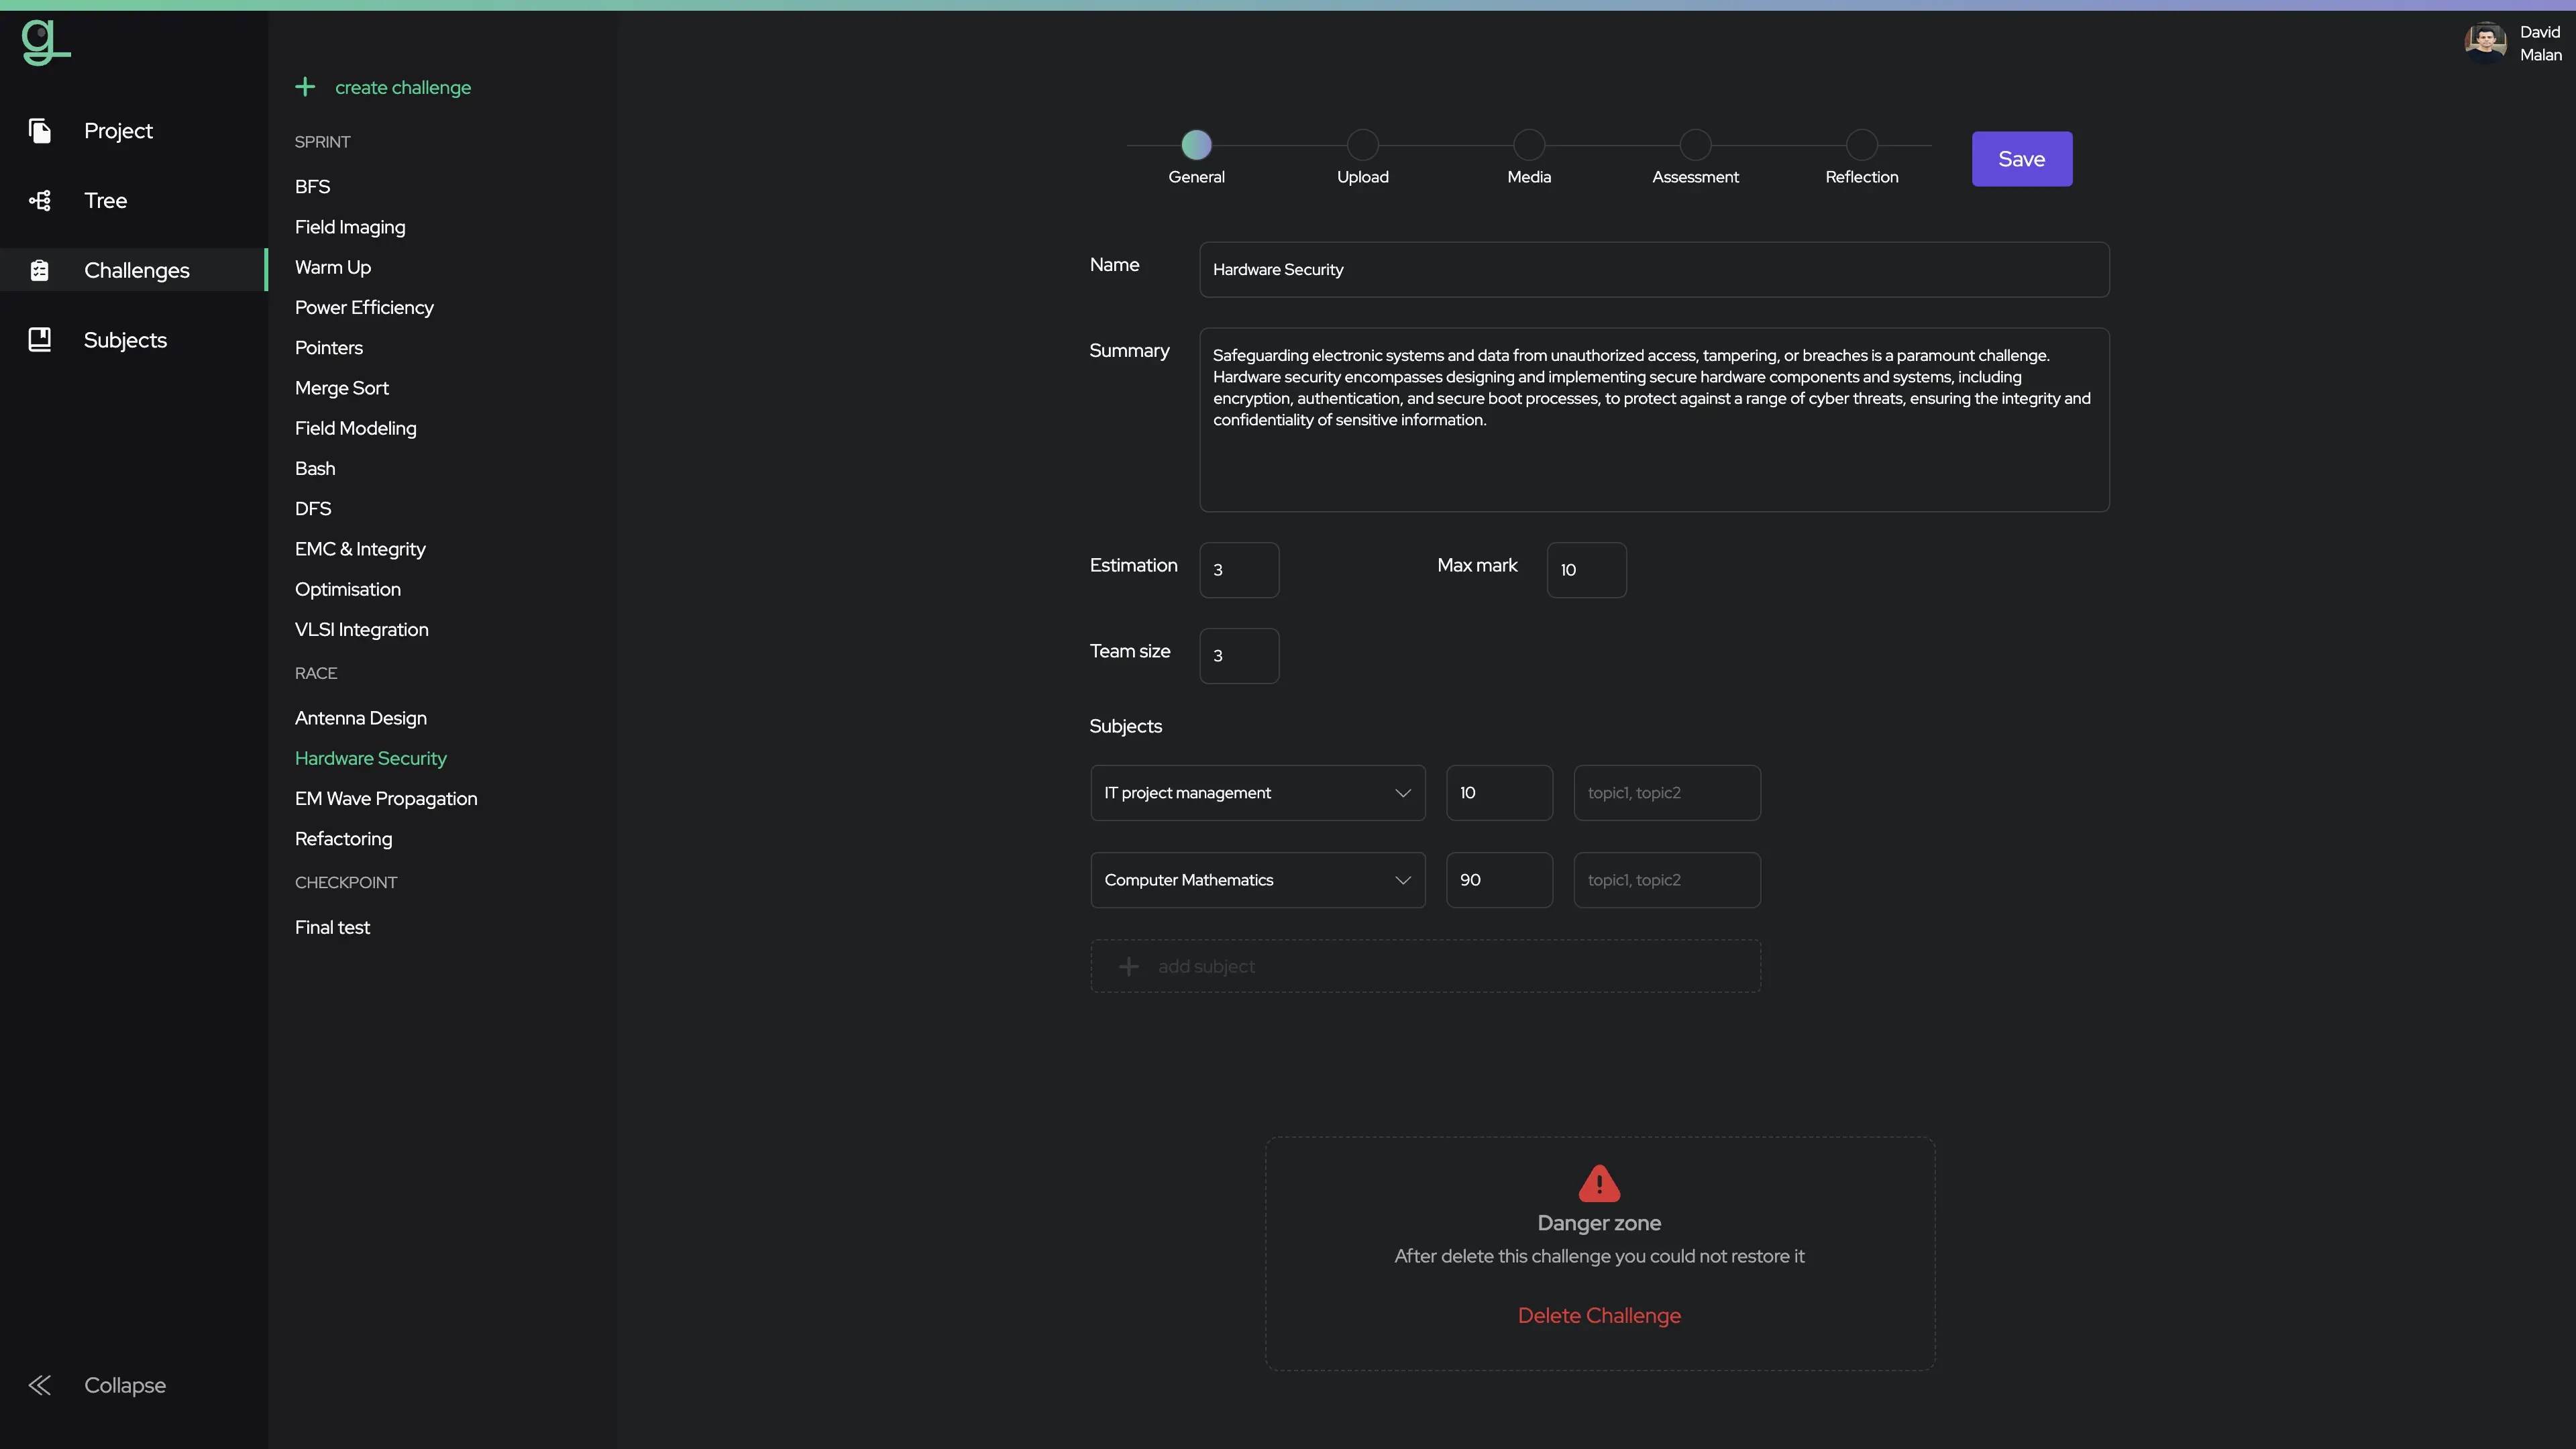 David
Malan
Project
Tree
Challenges
Subjects
Collapse
create challenge
SPRINT
BFS
Field Imaging
Warm Up
Power Efficiency
Pointers
Merge Sort
Field Modeling
Bash
DFS
EMC & Integrity
Optimisation
VLSI Integration
RACE
Antenna Design
Hardware Security
EM Wave Propagation
Refactoring
CHECKPOINT
Final test
General
Upload
Media
Assessment
Reflection
Save
Name
Hardware Security
Summary
Safeguarding electronic systems and data from unauthorized access, tampering, or breaches is a paramount challenge.
Hardware security encompasses designing and implementing secure hardware components and systems, including
encryption, authentication, and secure boot processes, to protect against a range of cyber threats, ensuring the integrity and
confidentiality of sensitive information.
Estimation
3
Max mark
10
Team size
3
Subjects
IT project management
10
topic1, topic2
Computer Mathematics
90
topic1, topic2
add subject
Danger zone
After delete this challenge you could not restore it
Delete Challenge